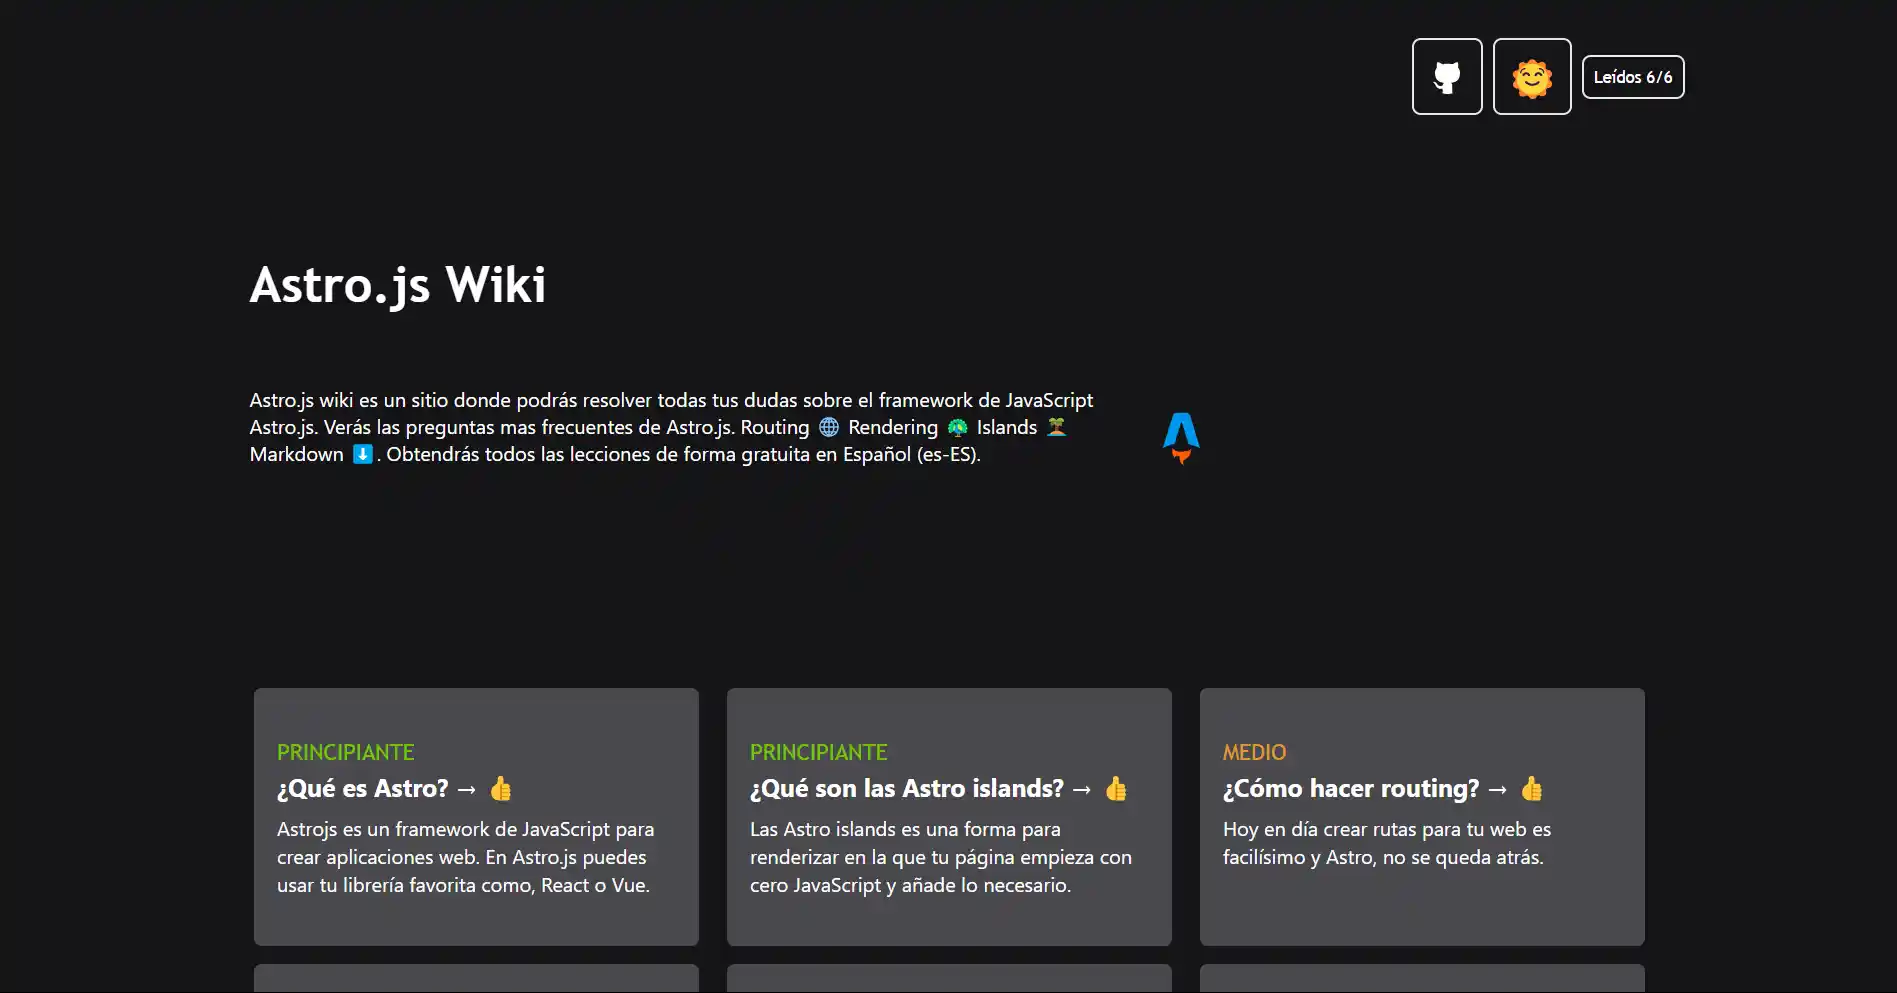 Leídos 6/6
Astro.js Wiki
Astro.js wiki es un sitio donde podrás resolver todas tus dudas sobre el framework de JavaScript
Astro.js. Verás las preguntas mas frecuentes de Astro.js. Routing 🌐 Rendering 🦚 Islands 🏝️
Markdown ⬇️. Obtendrás todos las lecciones de forma gratuita en Español (es-ES).
PRINCIPIANTE
¿Qué es Astro? → 👍
Astrojs es un framework de JavaScript para
crear aplicaciones web. En Astro.js puedes
usar tu librería favorita como, React o Vue.
PRINCIPIANTE
¿Qué son las Astro islands? → 👍
Las Astro islands es una forma para
renderizar en la que tu página empieza con
cero JavaScript y añade lo necesario.
MEDIO
¿Cómo hacer routing? → 👍
Hoy en día crear rutas para tu web es
facilísimo y Astro, no se queda atrás.